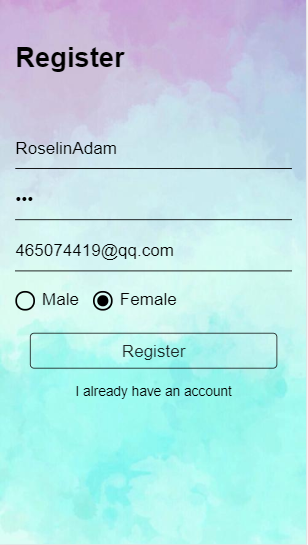 Register
RoselinAdam
•••
465074419@qq.com
Male Female
Register
I already have an account